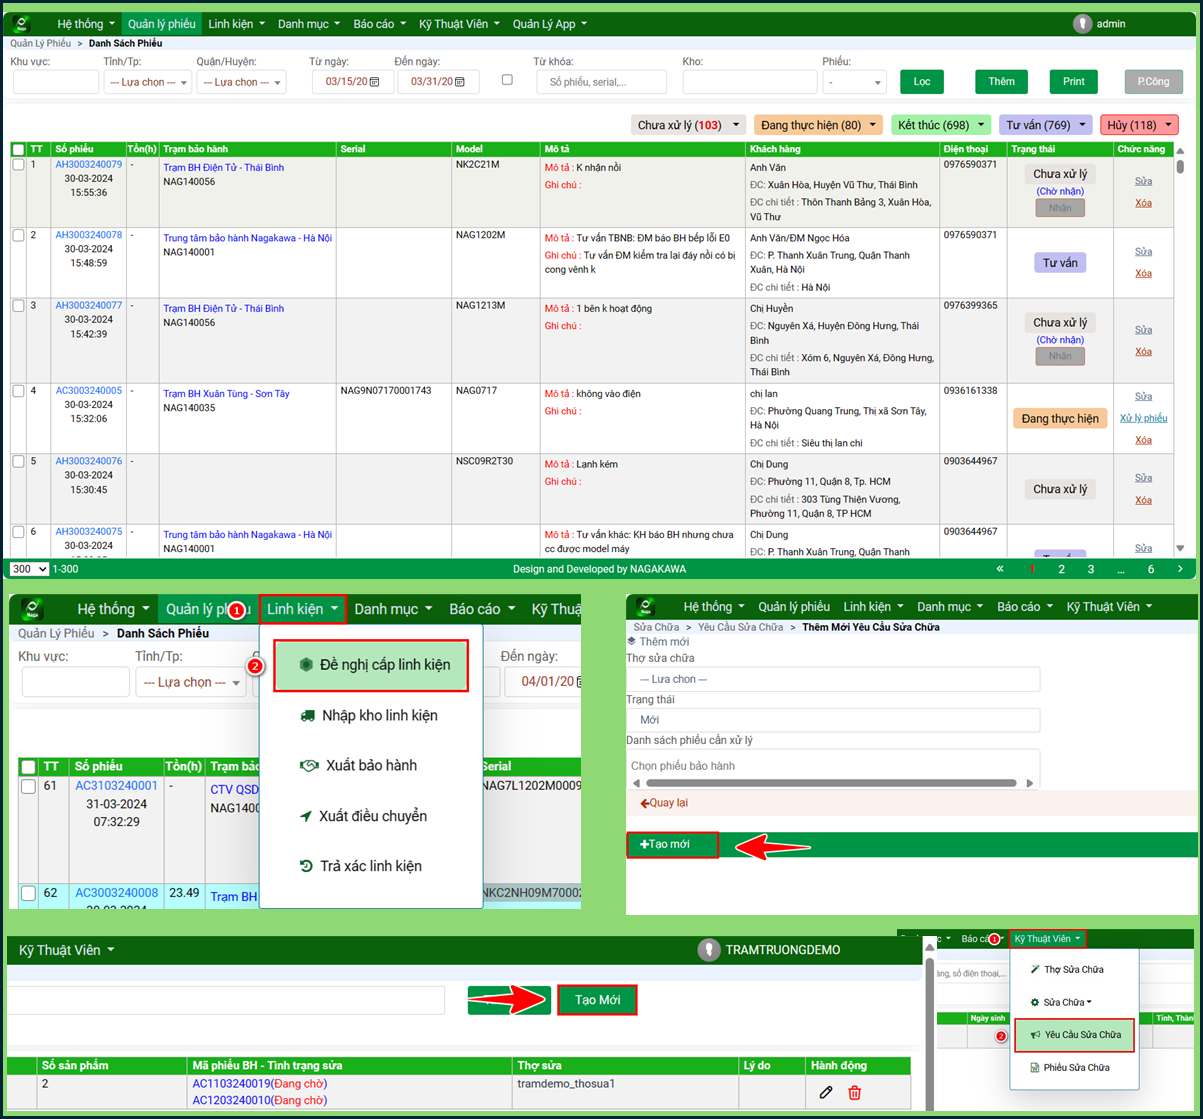 Naga Hệ thống Quản lý phiếu Linh kiện Danh mục Báo cáo Kỹ Thuật Viên Quản Lý App admin
Quản Lý Phiếu > Danh Sách Phiếu
Khu vực: Tỉnh/Tp: Quận/Huyện: Từ ngày: Đến ngày: Từ khóa: Kho: Phiếu:
--- Lựa chọn --- --- Lựa chọn --- 03/15/20 03/31/20 Số phiếu, serial,... - Lọc Thêm Print P.Công
Chưa xử lý (103) Đang thực hiện (80) Kết thúc (698) Tư vấn (769) Hủy (118)
TT Số phiếu Tồn(h) Trạm bảo hành Serial Model Mô tả Khách hàng Điện thoại Trạng thái Chức năng
1 AH3003240079 - Trạm BH Điện Tử - Thái Bình NK2C21M Mô tả : K nhận nồi Anh Văn 0976590371 Chưa xử lý Sửa
30-03-2024 NAG140056 Ghi chú : ĐC: Xuân Hòa, Huyện Vũ Thư, Thái Bình (Chờ nhận) Xóa
15:55:36 ĐC chi tiết : Thôn Thanh Bảng 3, Xuân Hòa, Nhận
Vũ Thư
2 AH3003240078 - Trung tâm bảo hành Nagakawa - Hà Nội NAG1202M Mô tả : Tư vấn TBNB: ĐM báo BH bếp lỗi E0 Anh Văn/ĐM Ngọc Hóa 0976590371 Tư vấn Sửa
30-03-2024 NAG140001 Ghi chú : Tư vấn ĐM kiểm tra lại đáy nồi có bị ĐC: P. Thanh Xuân Trung, Quận Thanh Xóa
15:48:59 cong vênh k Xuân, Hà Nội
ĐC chi tiết : Hà Nội
3 AH3003240077 - Trạm BH Điện Tử - Thái Bình NAG1213M Mô tả : 1 bên k hoạt động Chị Huyền 0976399365 Chưa xử lý Sửa
30-03-2024 NAG140056 Ghi chú : ĐC: Nguyên Xá, Huyện Đông Hưng, Thái (Chờ nhận) Xóa
15:42:39 Bình Nhận
ĐC chi tiết : Xóm 6, Nguyên Xá, Đông Hưng,
Thái Bình
4 AC3003240005 - Trạm BH Xuân Tùng - Sơn Tây NAG9N07170001743 NAG0717 Mô tả : không vào điện chị lan 0936161338 Đang thực hiện Sửa
30-03-2024 NAG140035 Ghi chú : ĐC: Phường Quang Trung, Thị xã Sơn Tây, Xử lý phiếu
15:32:06 Hà Nội Xóa
ĐC chi tiết : Siêu thị lan chi
5 AH3003240076 - NSC09R2T30 Mô tả : Lạnh kém Chị Dung 0903644967 Chưa xử lý Sửa
30-03-2024 Ghi chú : ĐC: Phường 11, Quận 8, Tp. HCM Xóa
15:30:45 ĐC chi tiết : 303 Tùng Thiện Vương,
Phường 11, Quận 8, TP HCM
6 AH3003240075 - Trung tâm bảo hành Nagakawa - Hà Nội Mô tả : Tư vấn khác: KH báo BH nhưng chưa Chị Dung 0903644967 Sửa
30-03-2024 NAG140001 cc được model máy ĐC: P. Thanh Xuân Trung, Quận Thanh
300 1-300 Design and Developed by NAGAKAWA « 1 2 3 ... 6 >
Naga Hệ thống Quản lý 1 Linh kiện Danh mục Báo cáo
Quản Lý Phiếu > Danh Sách Phiếu
Khu vực: Tỉnh/Tp: Đến ngày:
--- Lựa chọn --- 04/01/20
2 Đề nghị cấp linh kiện
Nhập kho linh kiện
Xuất bảo hành
Xuất điều chuyển
Trả xác linh kiện
TT Số phiếu Tồn(h) Serial
61 AC3103240001 - CTV NAG7L1202M0009
31-03-2024
07:32:29
62 AC3003240008 23.49 Trạm BH
Naga Hệ thống Quản lý phiếu Linh kiện Danh mục Báo cáo Kỹ Thuật Viên
Sửa Chữa > Yêu Cầu Sửa Chữa > Thêm Mới Yêu Cầu Sửa Chữa
Thêm mới
Thợ sửa chữa
--- Lựa chọn ---
Trạng thái
Mới
Danh sách phiếu cần xử lý
Chọn phiếu bảo hành
Quay lại
Tạo mới
Kỹ Thuật Viên TRAMTRUONGDEMO
Tạo Mới
Số sản phẩm Mã phiếu BH - Tình trạng sửa Thợ sửa Lý do Hành động
2 AC1103240019(Đang chờ) tramdemo_thosua1
AC1203240010(Đang chờ)
Báo 1 Kỹ Thuật Viên
số điện thoại,...
Thợ Sửa Chữa
Sửa Chữa
2 Yêu Cầu Sửa Chữa
Phiếu Sửa Chữa
Ngày sinh Tỉnh,